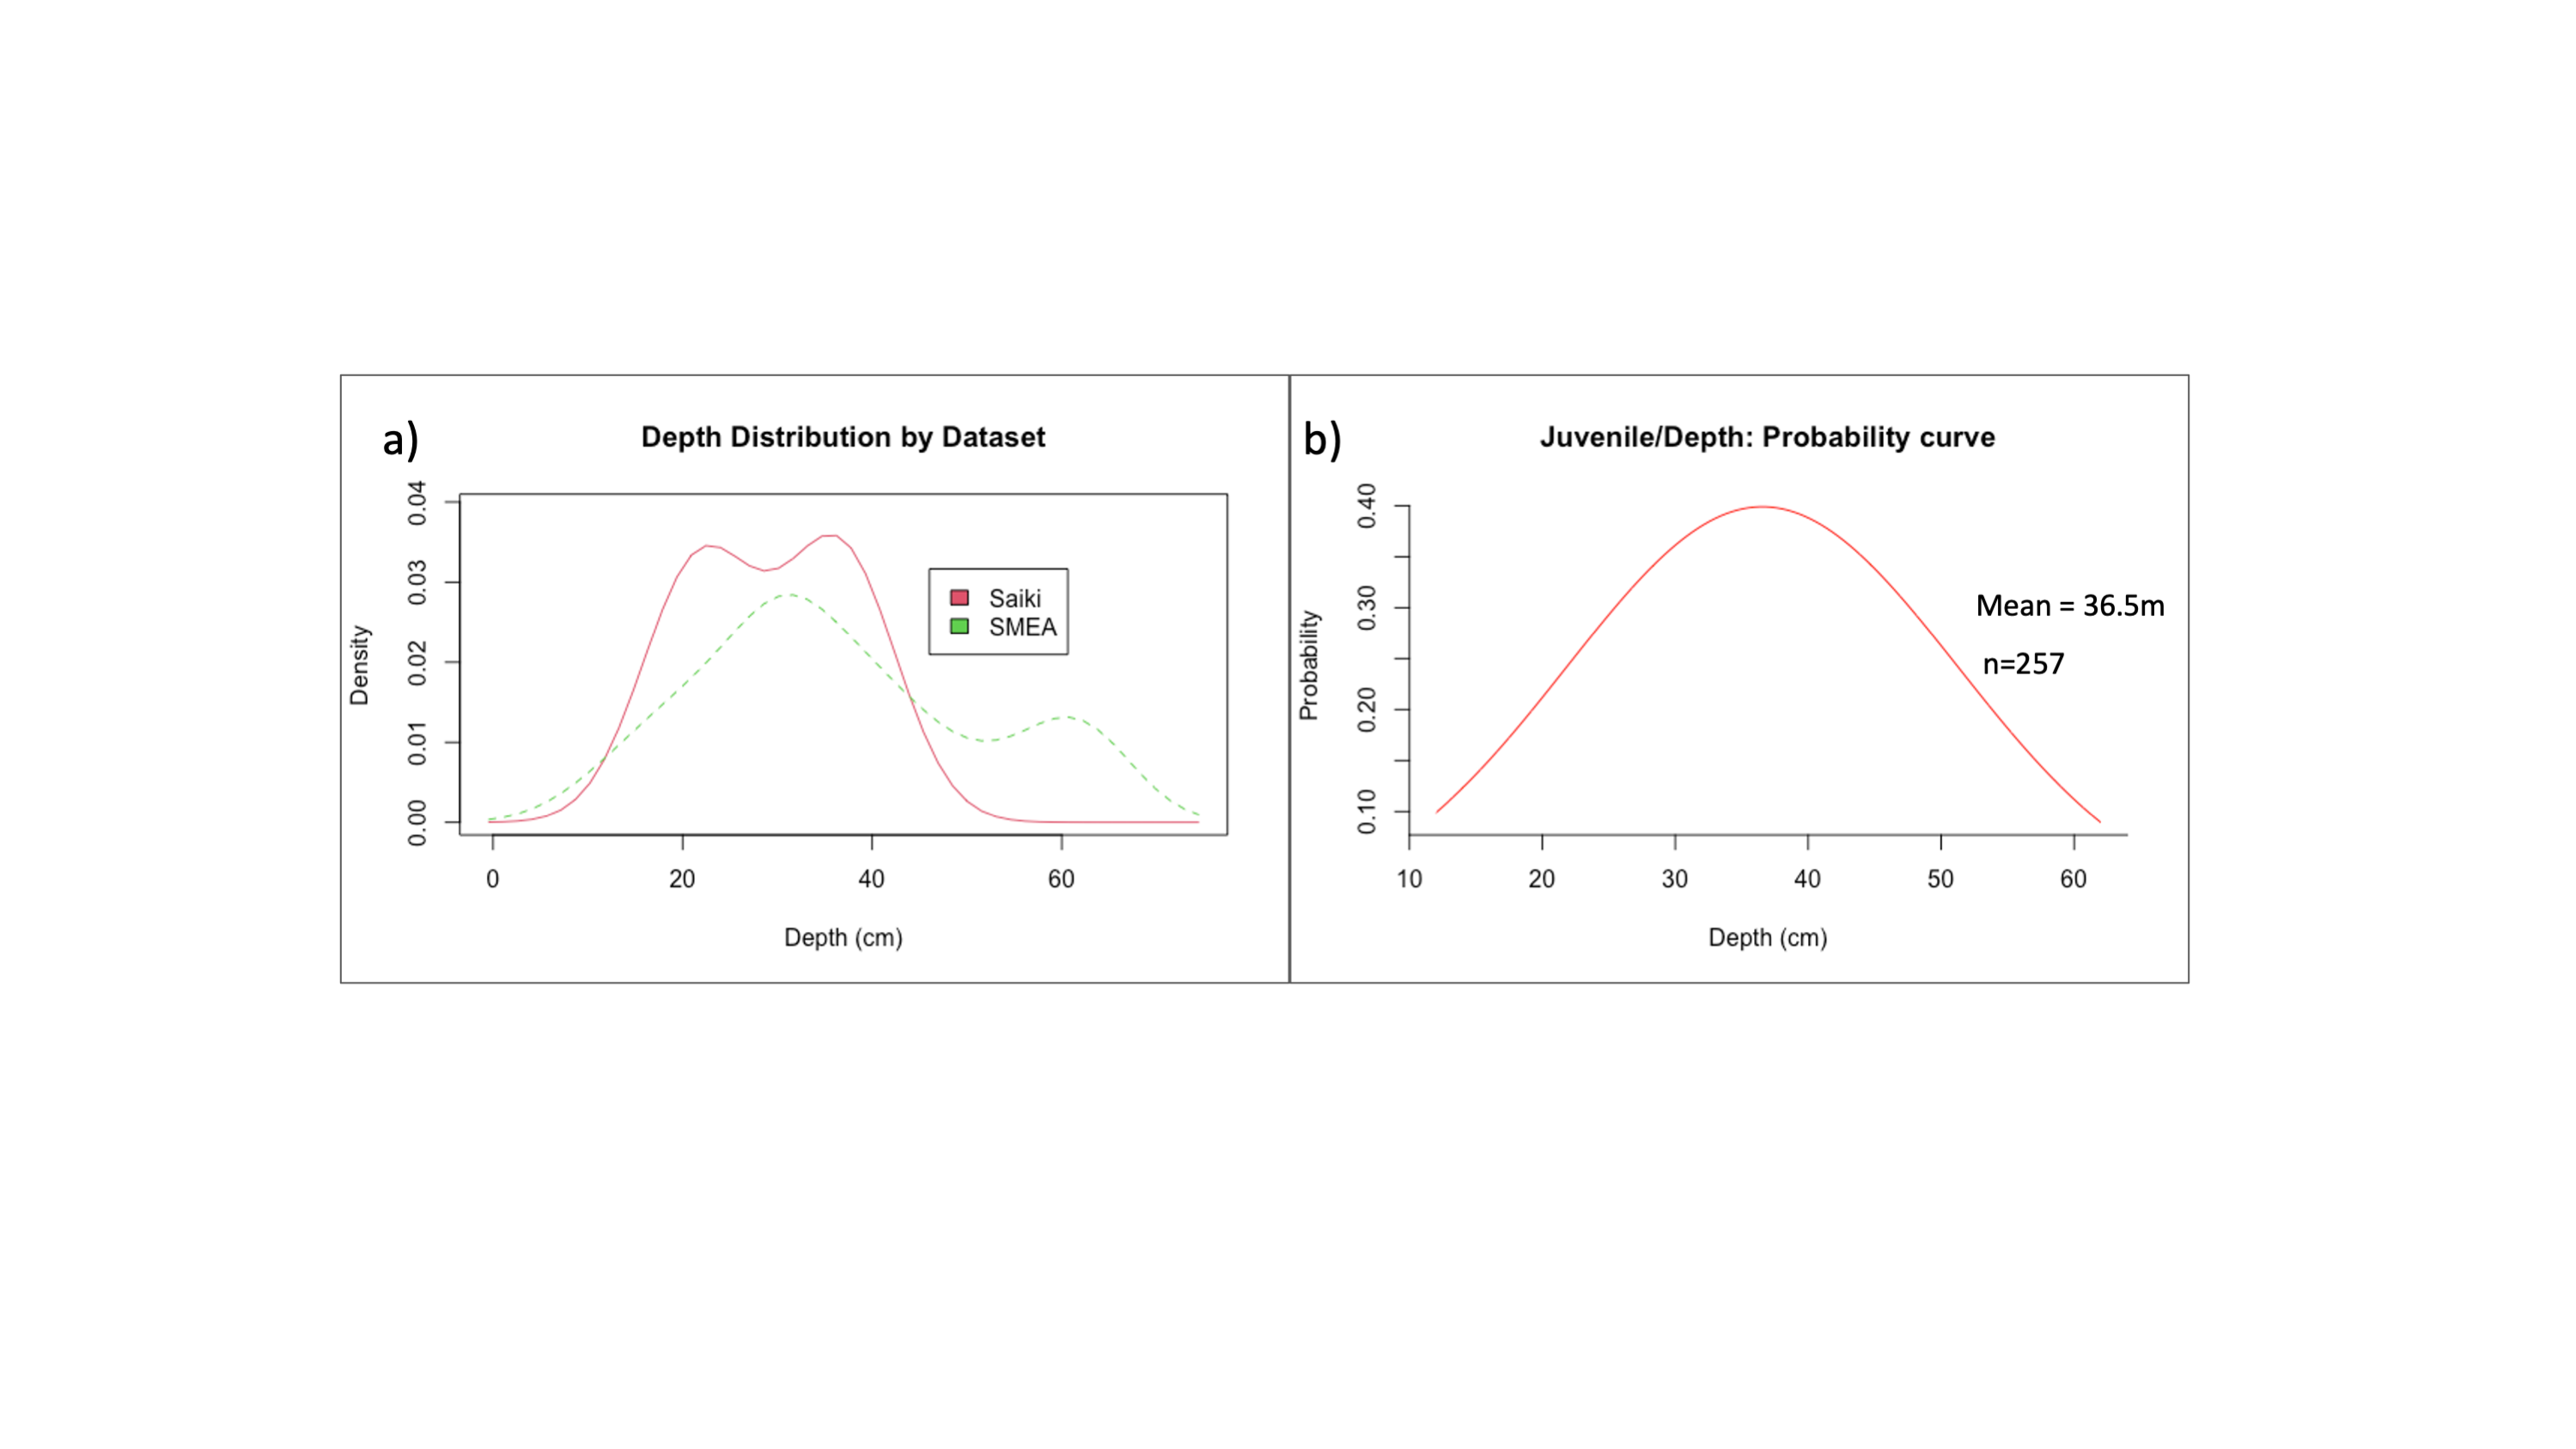 a)
Depth Distribution by Dataset
Density
0.00 0.01 0.02 0.03 0.04
Saiki
SMEA
0 20 40 60
Depth (cm)
b)
Juvenile/Depth: Probability curve
Probability
0.10 0.20 0.30 0.40
Mean = 36.5m
n=257
10 20 30 40 50 60
Depth (cm)